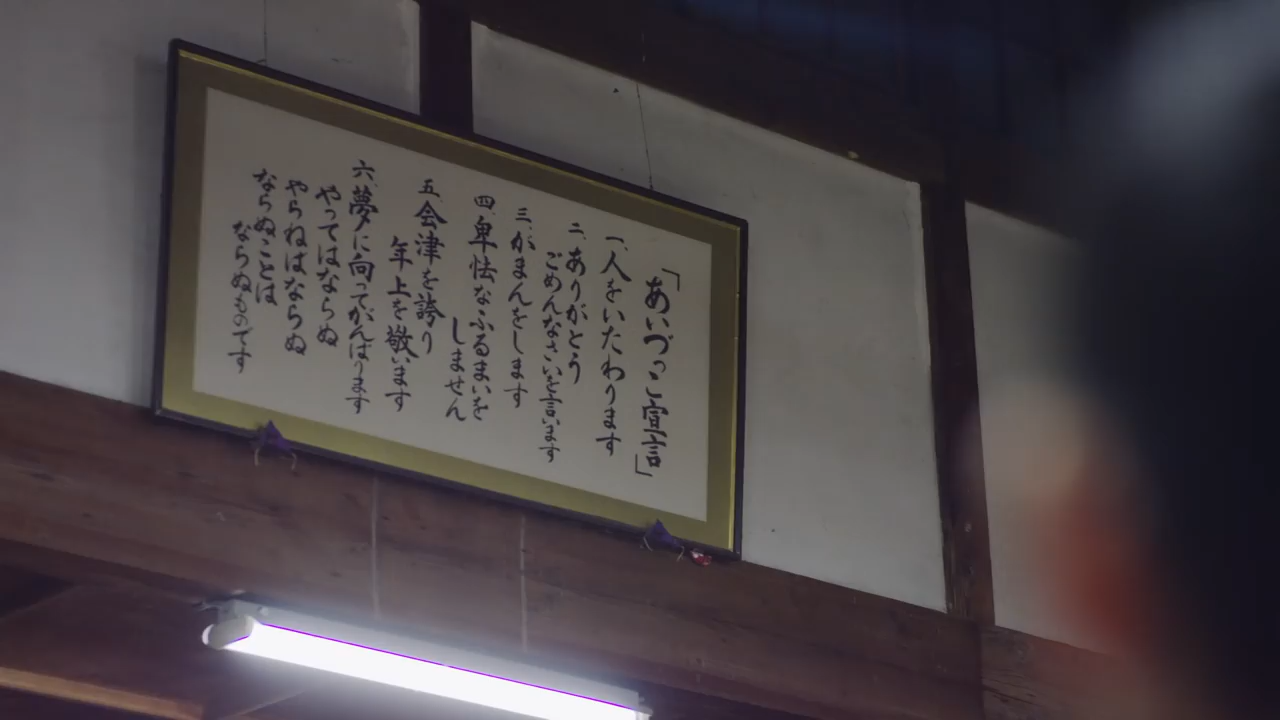 「あいづっこ宣言」
一、人をいたわります
二、ありがとう
ごめんなさいを言います
三、がまんをします
四、卑怯なふるまいを
しません
五、会津を誇り
年上を敬います
六、夢に向ってがんばります
やってはならぬ
やらねばならぬ
ならぬことは
ならぬものです